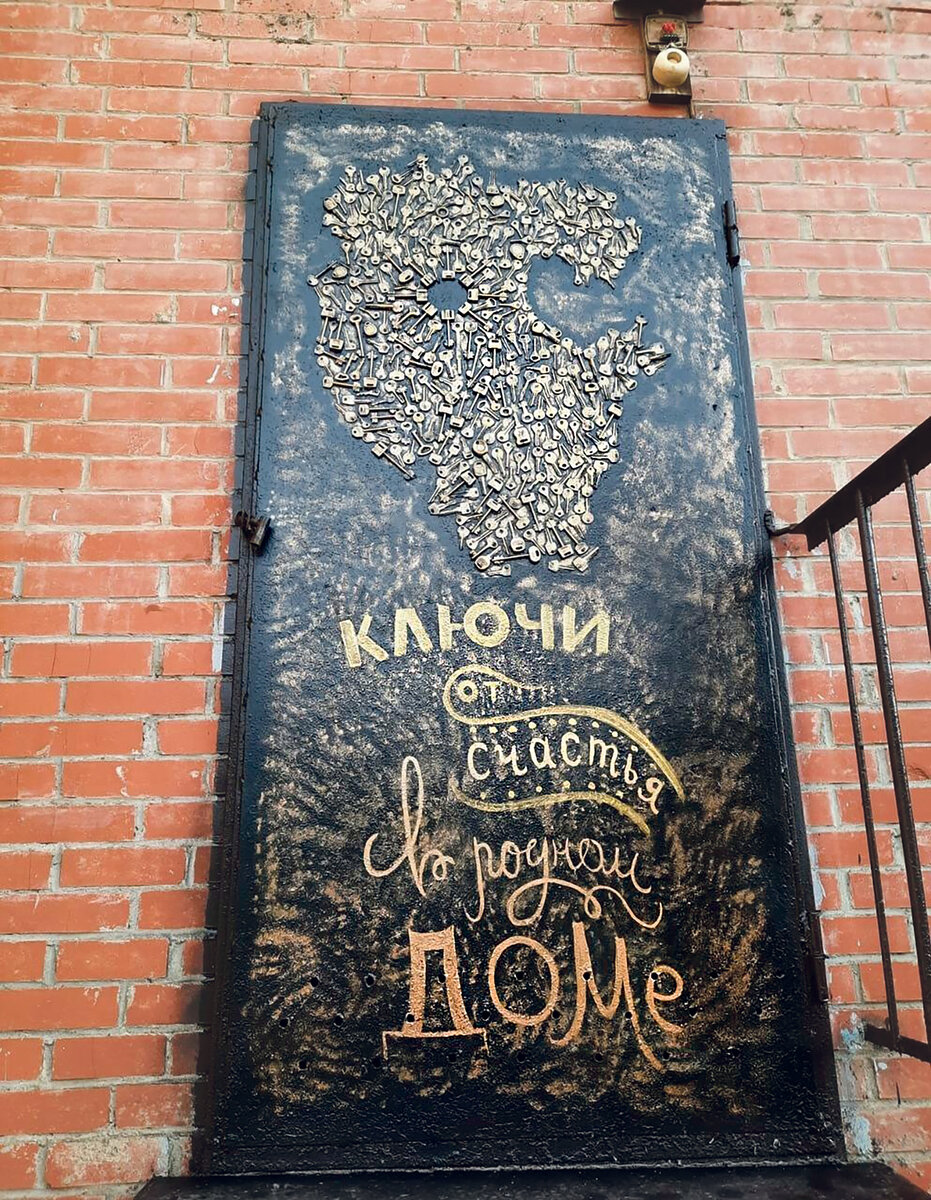 КЛЮЧИ
от
счастья
в родном
ДОМе